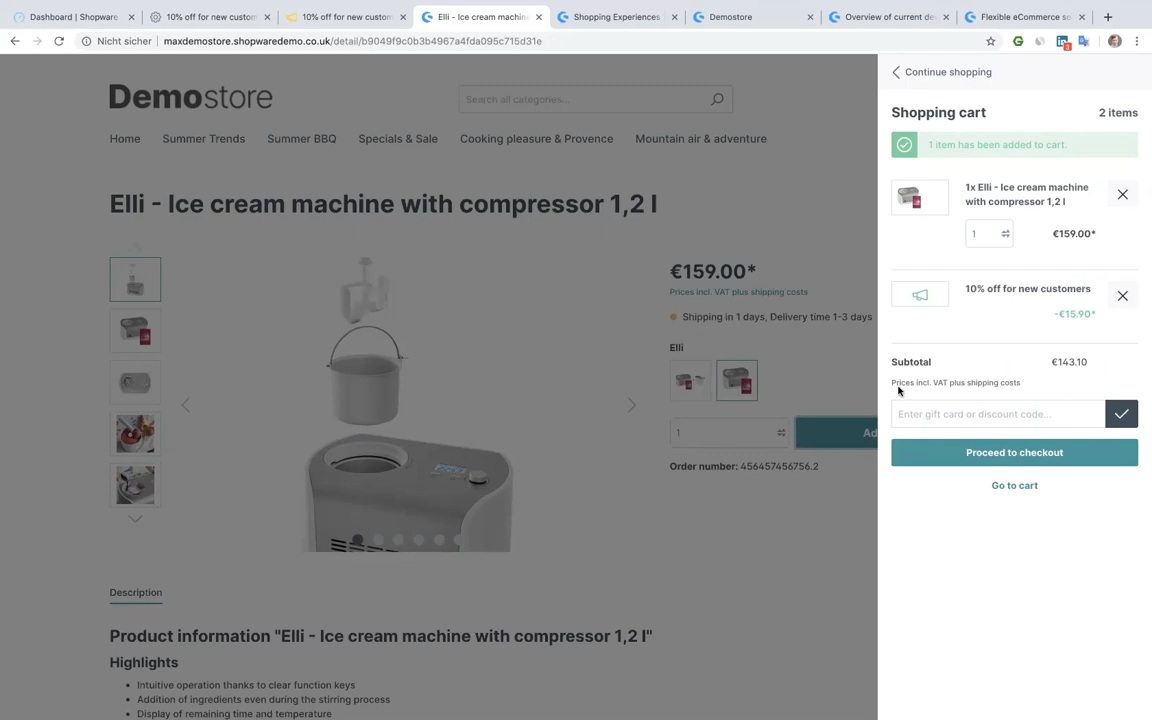 Dashboard | Shopware
10% off for new custom
10% off for new custom
Elli - Ice cream machin
Shopping Experiences
Demostore
Overview of current de
Flexible eCommerce so
Nicht sicher | maxdemostore.shopwaredemo.co.uk/detail/b9049f9c0b3b4967a4fda095c715d31e
3
Continue shopping
Demostore
Search all categories...
Shopping cart
2 items
Home
Summer Trends
Summer BBQ
Specials & Sale
Cooking pleasure & Provence
Mountain air & adventure
1 item has been added to cart.
Elli - Ice cream machine with compressor 1,2 l
1x Elli - Ice cream machine
with compressor 1,2 l
1
€159.00*
€159.00*
Prices incl. VAT plus shipping costs
Shipping in 1 days, Delivery time 1-3 days
Elli
1
Ad
Order number: 456457456756.2
10% off for new customers
-€15.90*
Subtotal
€143.10
Prices incl. VAT plus shipping costs
Enter gift card or discount code...
Proceed to checkout
Go to cart
Description
Product information "Elli - Ice cream machine with compressor 1,2 l"
Highlights
Intuitive operation thanks to clear function keys
Addition of ingredients even during the stirring process
Display of remaining time and temperature